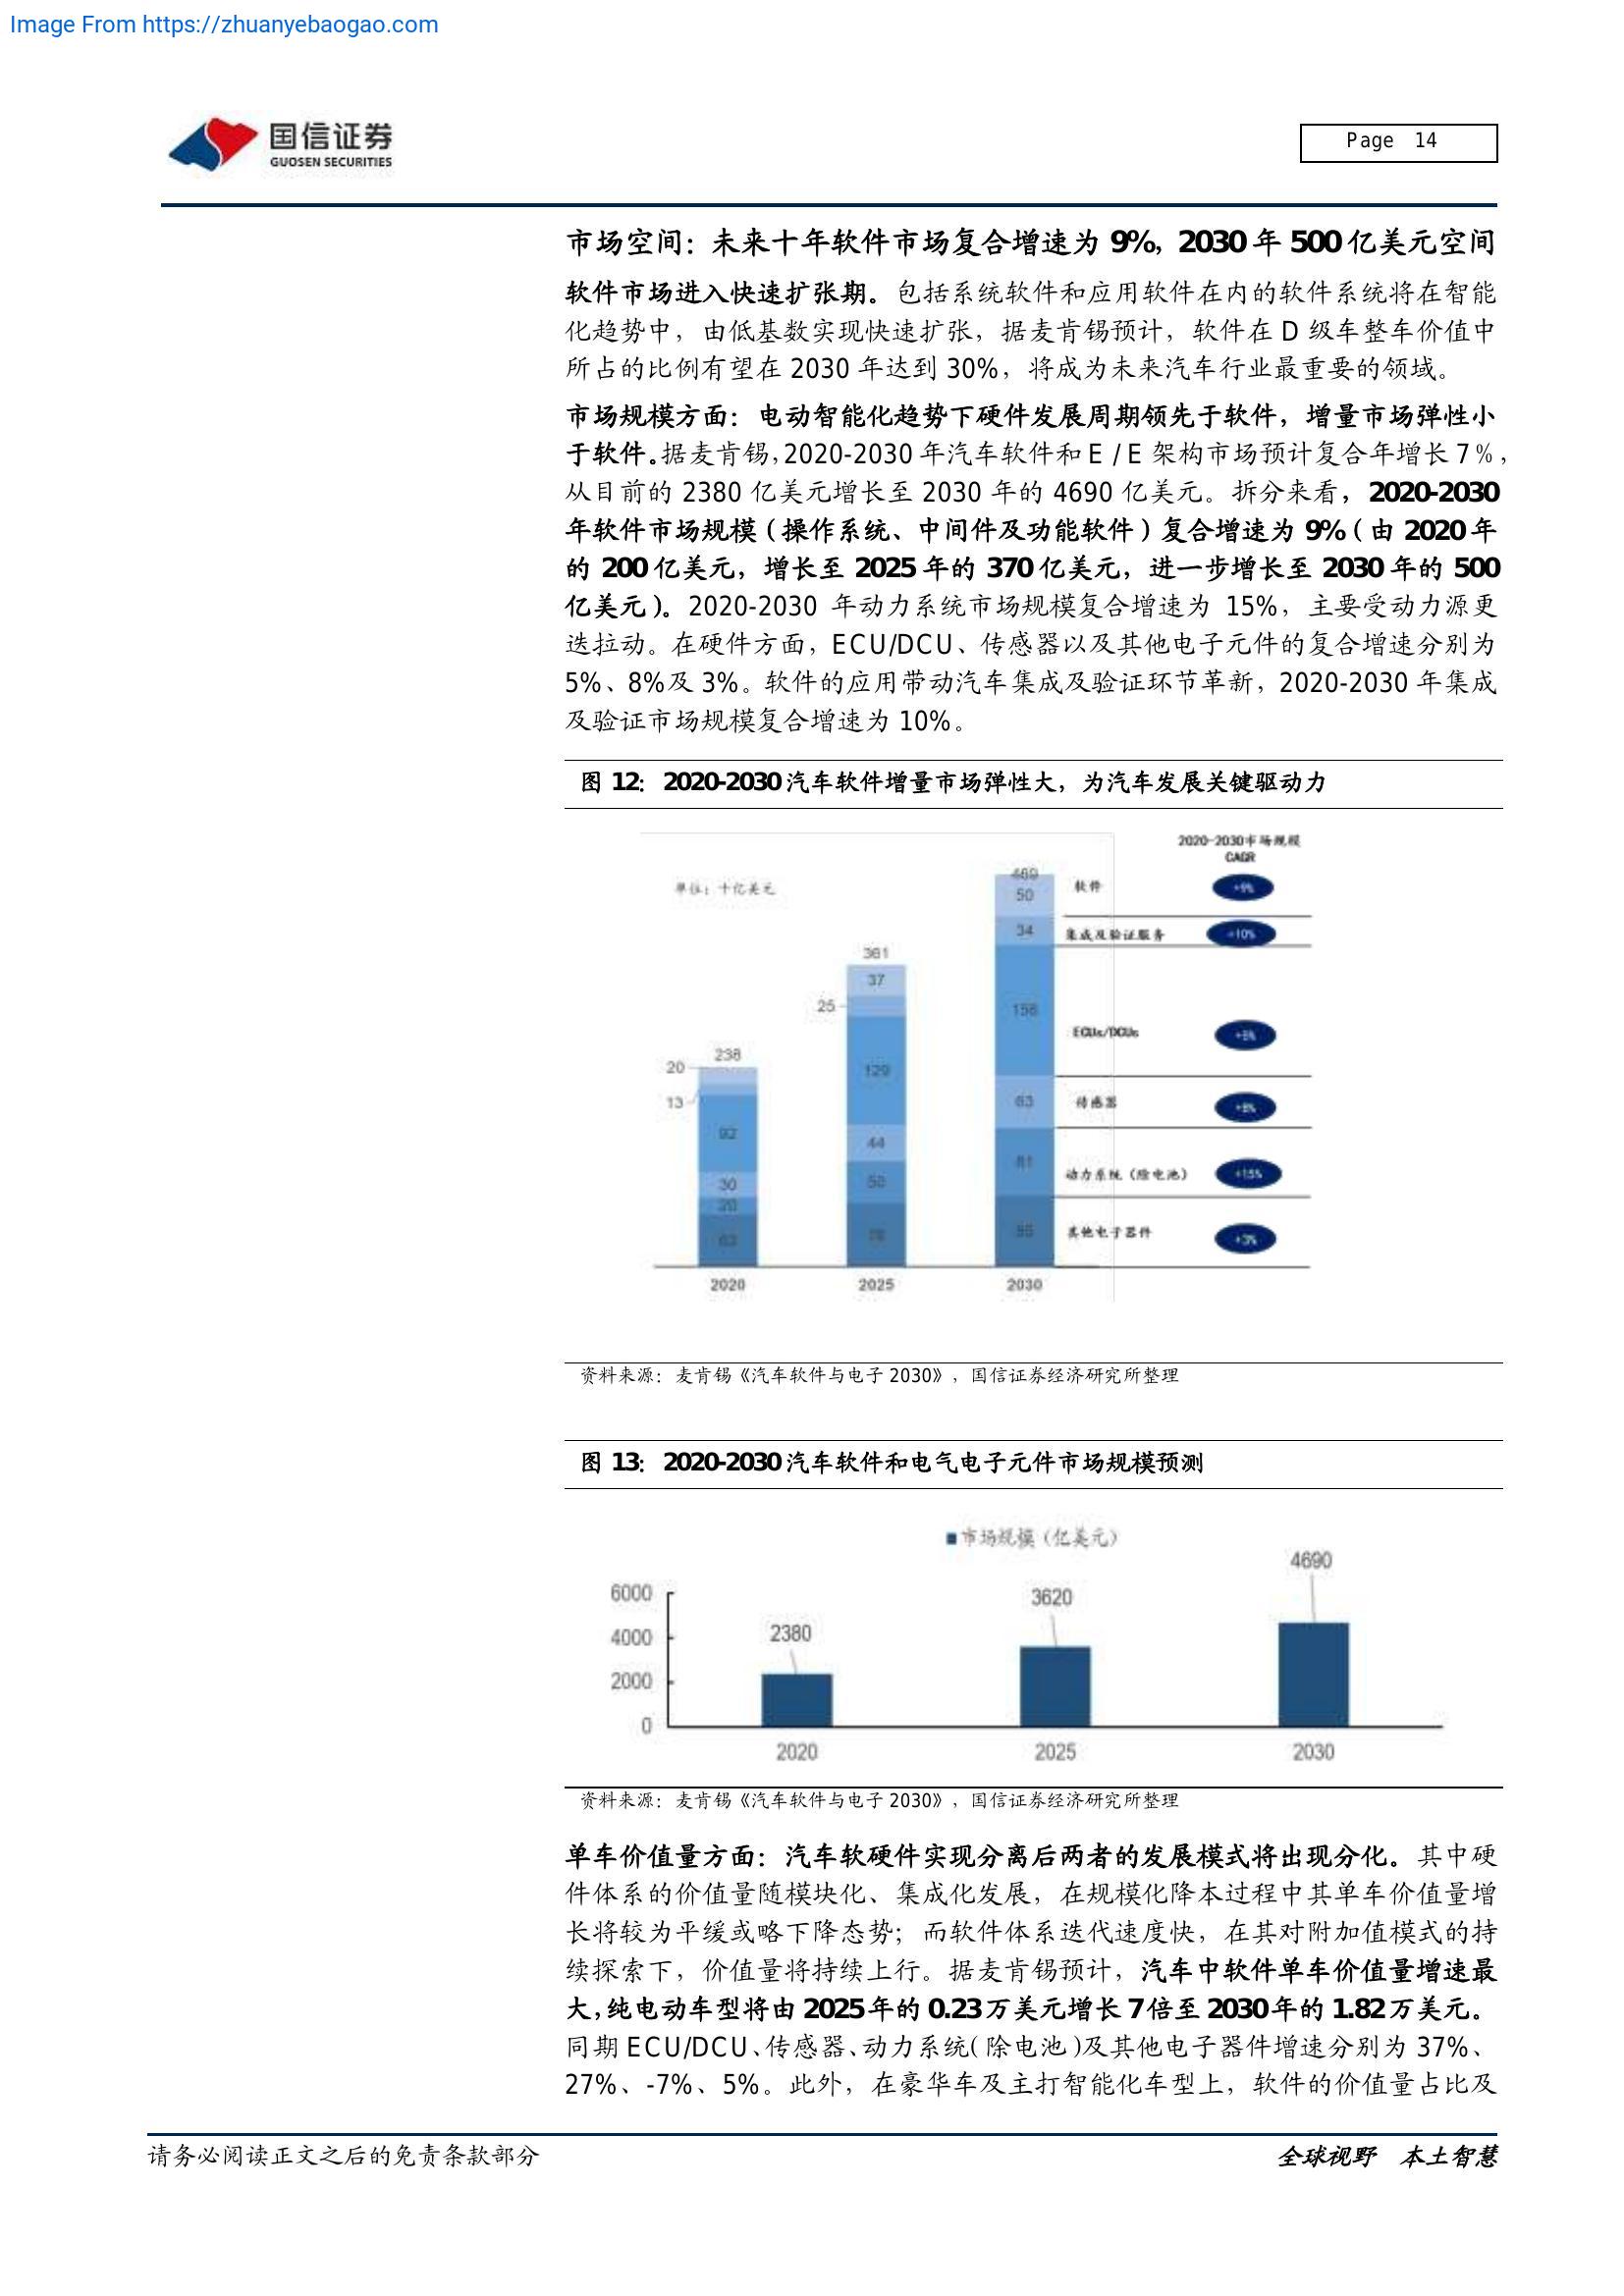 Image From https://zhuanyebaogao.com
国信证券
GUOSEN SECURITIES
Page 14
市场空间：未来十年软件市场复合增速为 9%，2030 年 500 亿美元空间
软件市场进入快速扩张期。包括系统软件和应用软件在内的软件系统将在智能
化趋势中，由低基数实现快速扩张，据麦肯锡预计，软件在 D 级车整车价值中
所占的比例有望在 2030 年达到 30%，将成为未来汽车行业最重要的领域。
市场规模方面：电动智能化趋势下硬件发展周期领先于软件，增量市场弹性小
于软件。据麦肯锡，2020-2030 年汽车软件和 E / E 架构市场预计复合年增长 7％，
从目前的 2380 亿美元增长至 2030 年的 4690 亿美元。拆分来看，2020-2030
年软件市场规模（操作系统、中间件及功能软件）复合增速为 9%（由 2020 年
的 200 亿美元，增长至 2025 年的 370 亿美元，进一步增长至 2030 年的 500
亿美元）。2020-2030 年动力系统市场规模复合增速为 15%，主要受动力源更
迭拉动。在硬件方面，ECU/DCU、传感器以及其他电子元件的复合增速分别为
5%、8%及 3%。软件的应用带动汽车集成及验证环节革新，2020-2030 年集成
及验证市场规模复合增速为 10%。
图 12： 2020-2030 汽车软件增量市场弹性大，为汽车发展关键驱动力
2020-2030市场规模
CAGR
单位：十亿美元
469
50
软件
+9%
34
集成及验证服务
+10%
361
37
25
156
ECUs/DCUs
238
20
129
13
63
传感器
+8%
92
44
30
50
81
动力系统（除电池）
+15%
20
63
其他电子器件
+3%
2020
2025
2030
资料来源：麦肯锡《汽车软件与电子 2030》，国信证券经济研究所整理
图 13： 2020-2030 汽车软件和电气电子元件市场规模预测
市场规模（亿美元）
4690
6000
3620
4000
2380
2000
0
2020
2025
2030
资料来源：麦肯锡《汽车软件与电子 2030》，国信证券经济研究所整理
单车价值量方面：汽车软硬件实现分离后两者的发展模式将出现分化。其中硬
件体系的价值量随模块化、集成化发展，在规模化降本过程中其单车价值量增
长将较为平缓或略下降态势；而软件体系迭代速度快，在其对附加值模式的持
续探索下，价值量将持续上行。据麦肯锡预计，汽车中软件单车价值量增速最
大，纯电动车型将由 2025 年的 0.23 万美元增长 7 倍至 2030 年的 1.82 万美元。
同期 ECU/DCU、传感器、动力系统（除电池）及其他电子器件增速分别为 37%、
27%、-7%、5%。此外，在豪华车及主打智能化车型上，软件的价值量占比及
请务必阅读正文之后的免责条款部分
全球视野 本土智慧